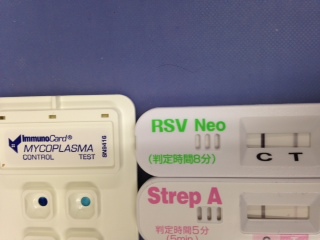 ImmunoCard®
MYCOPLASMA
CONTROL TEST
RSV Neo
(判定時間8分)
C T
Strep A
判定時間5分
(5min)